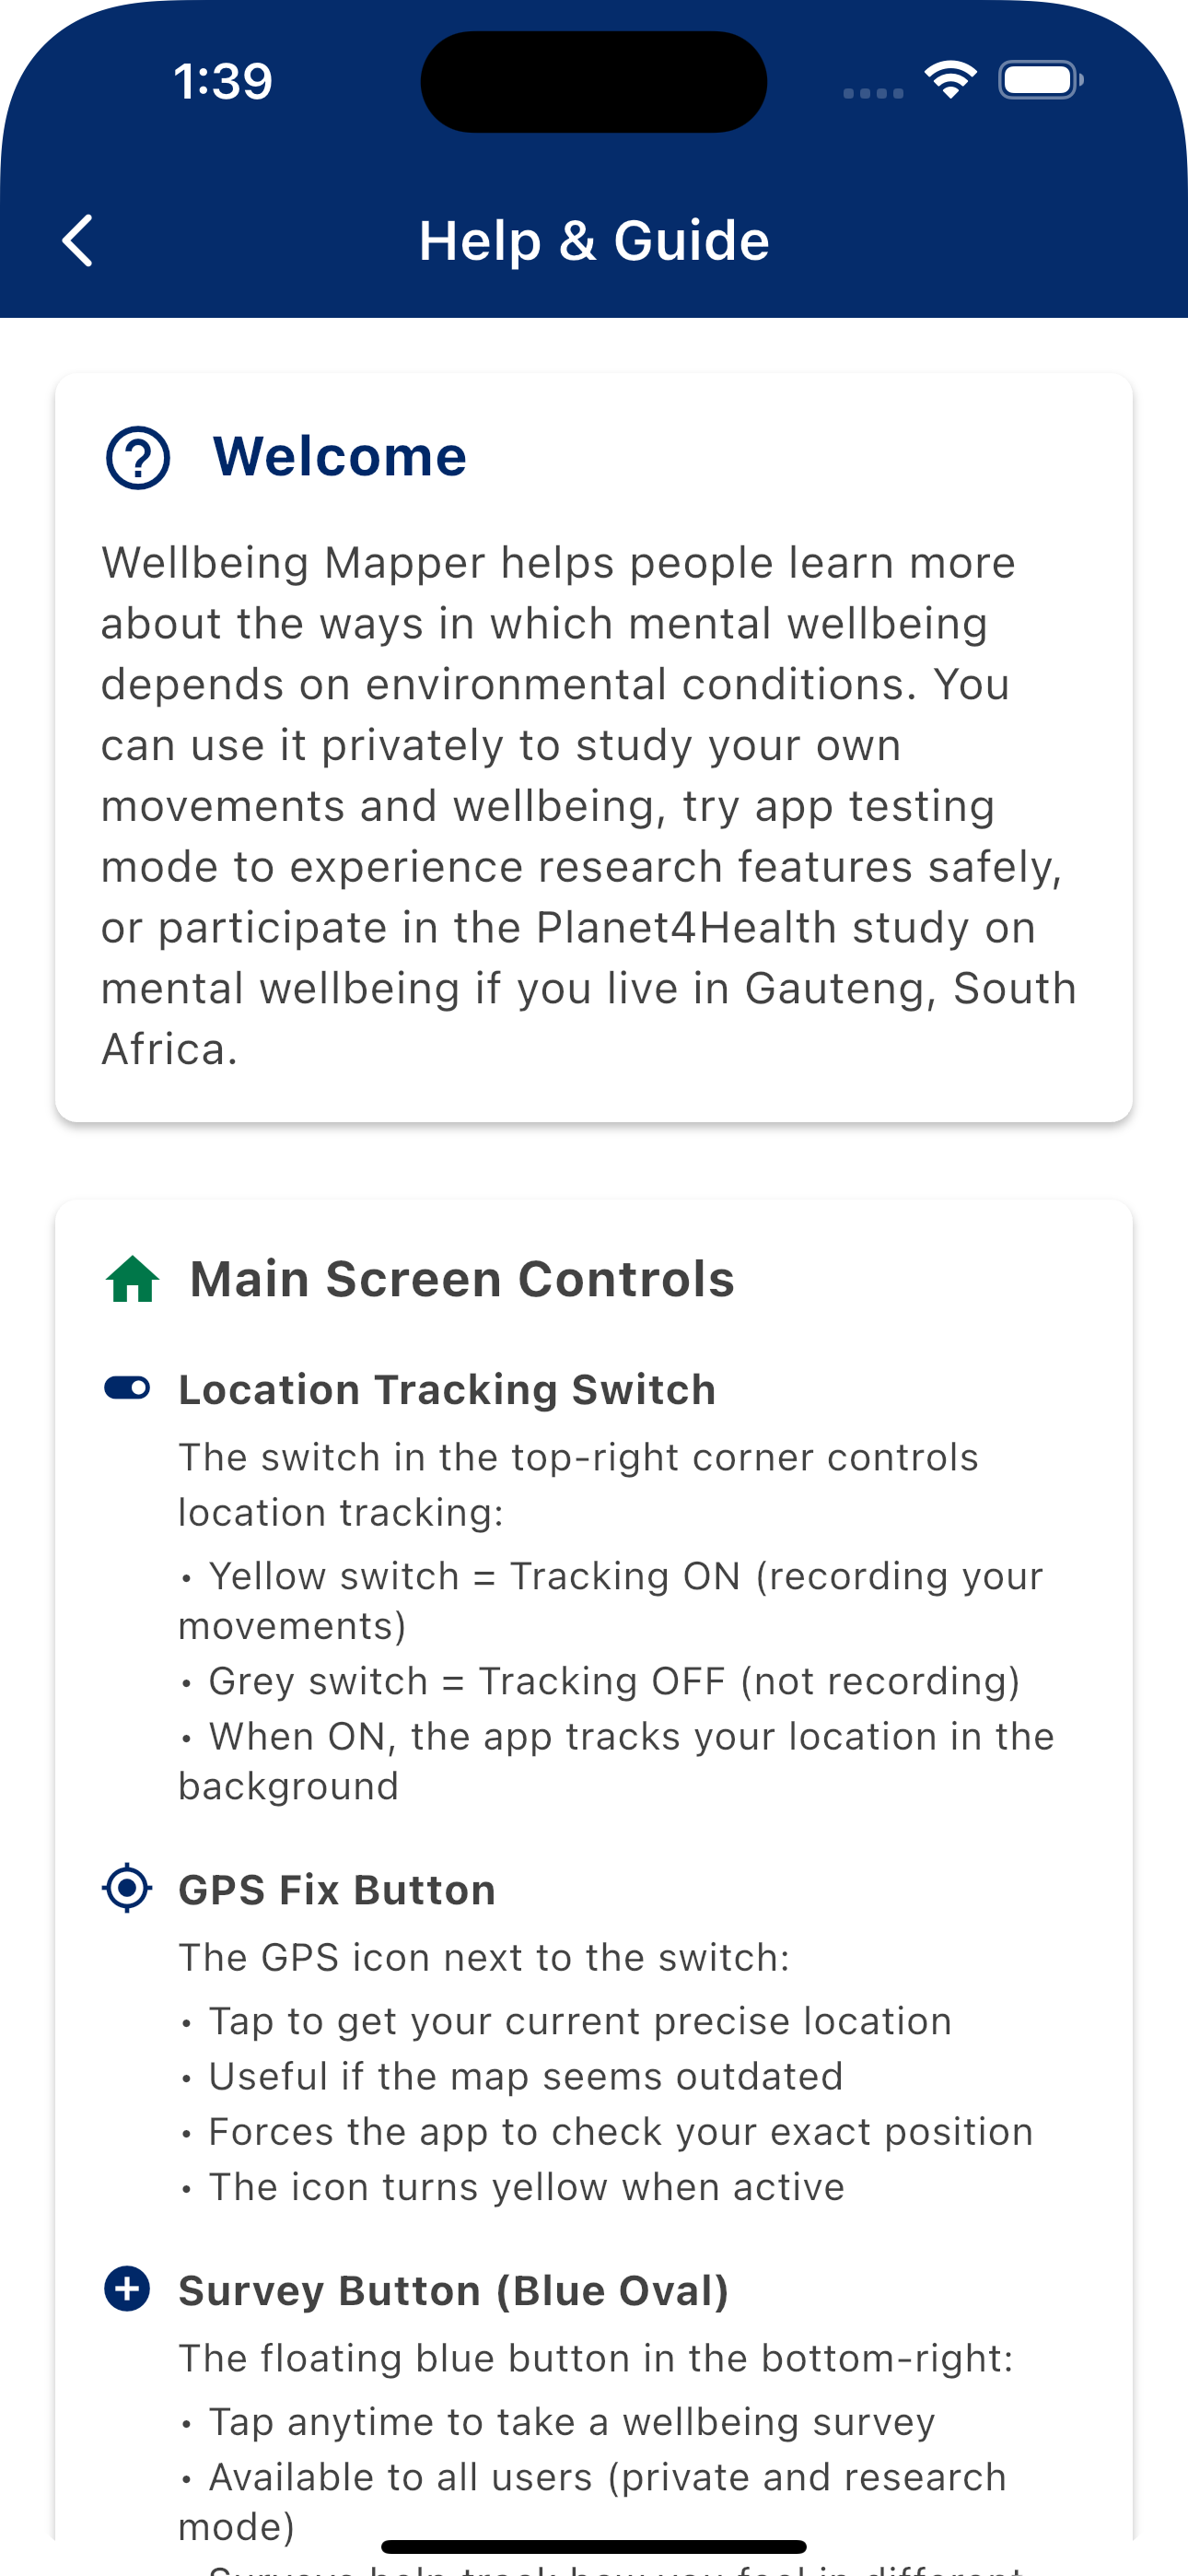 1:39
Help & Guide
Welcome
Wellbeing Mapper helps people learn more
about the ways in which mental wellbeing
depends on environmental conditions. You
can use it privately to study your own
movements and wellbeing, try app testing
mode to experience research features safely,
or participate in the Planet4Health study on
mental wellbeing if you live in Gauteng, South
Africa.
Main Screen Controls
Location Tracking Switch
The switch in the top-right corner controls
location tracking:
• Yellow switch = Tracking ON (recording your
movements)
• Grey switch = Tracking OFF (not recording)
• When ON, the app tracks your location in the
background
GPS Fix Button
The GPS icon next to the switch:
• Tap to get your current precise location
• Useful if the map seems outdated
• Forces the app to check your exact position
• The icon turns yellow when active
Survey Button (Blue Oval)
The floating blue button in the bottom-right:
• Tap anytime to take a wellbeing survey
• Available to all users (private and research
mode)
• Surveys help track how you feel in different